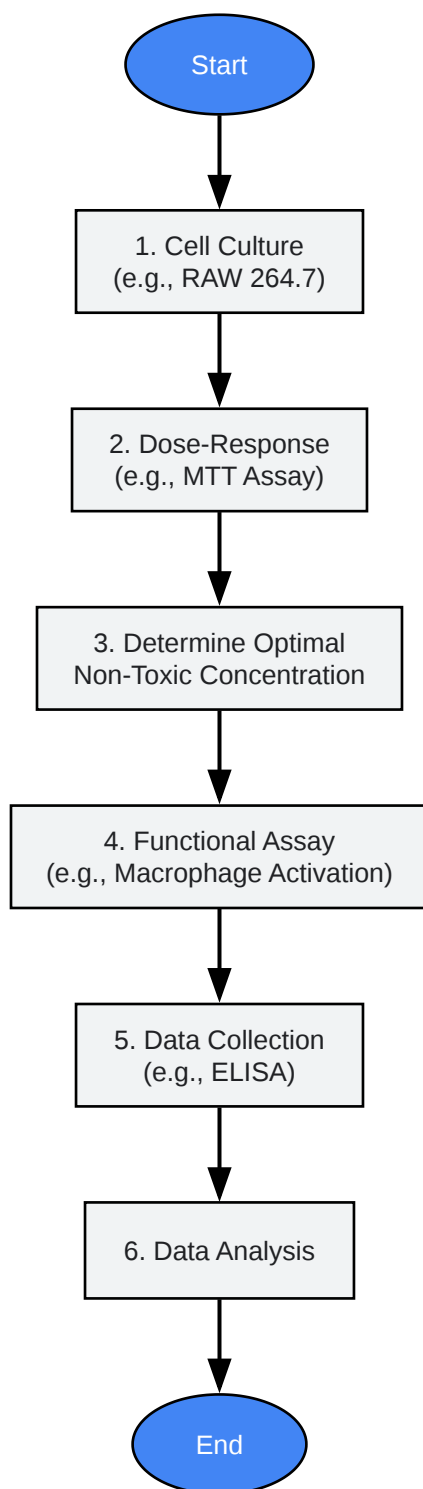 Start
1. Cell Culture
(e.g., RAW 264.7)
2. Dose-Response
(e.g., MTT Assay)
3. Determine Optimal
Non-Toxic Concentration
4. Functional Assay
(e.g., Macrophage Activation)
5. Data Collection
(e.g., ELISA)
6. Data Analysis
End